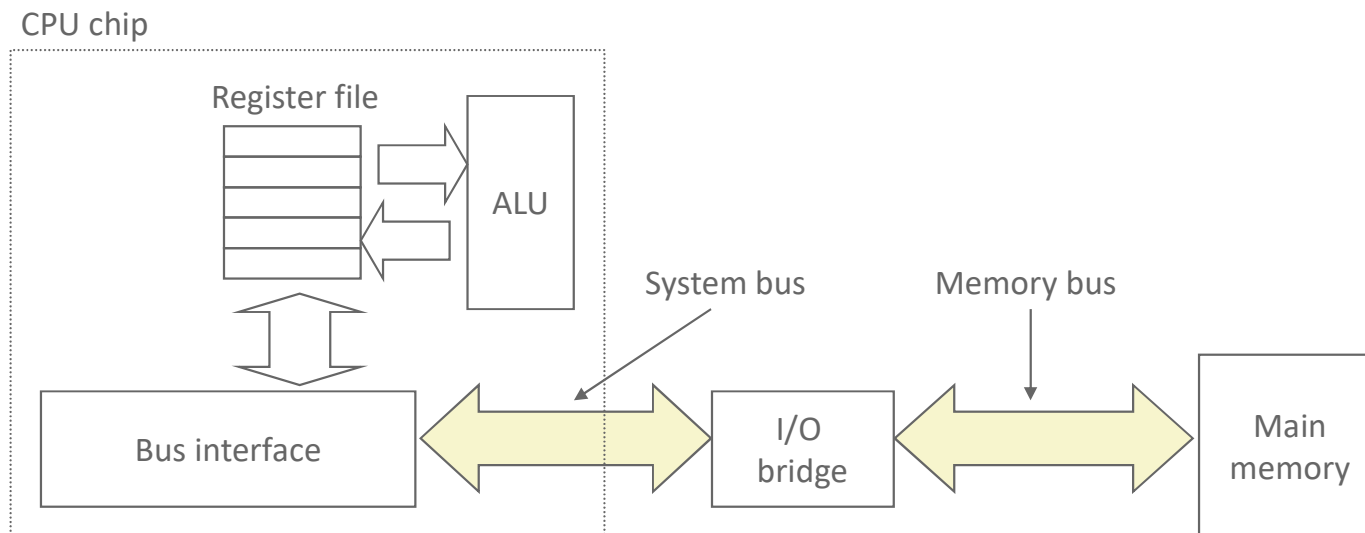 CPU chip
Register file
ALU
System bus
Memory bus
Bus interface
I/O
bridge
Main
memory